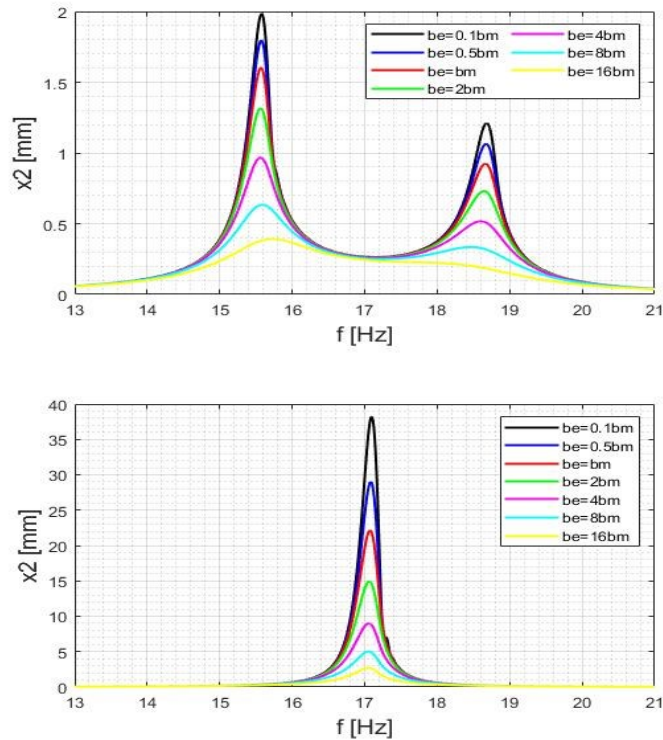 2
be=0.1bm be=4bm
be=0.5bm be=8bm
be=bm be=16bm
be=2bm
1.5
x2 [mm]
1
0.5
0
13 14 15 16 17 18 19 20 21
f [Hz]
40
be=0.1bm
35
be=0.5bm
be=bm
30
be=2bm
be=4bm
25
be=8bm
be=16bm
x2 [mm]
20
15
10
5
0
13 14 15 16 17 18 19 20 21
f [Hz]